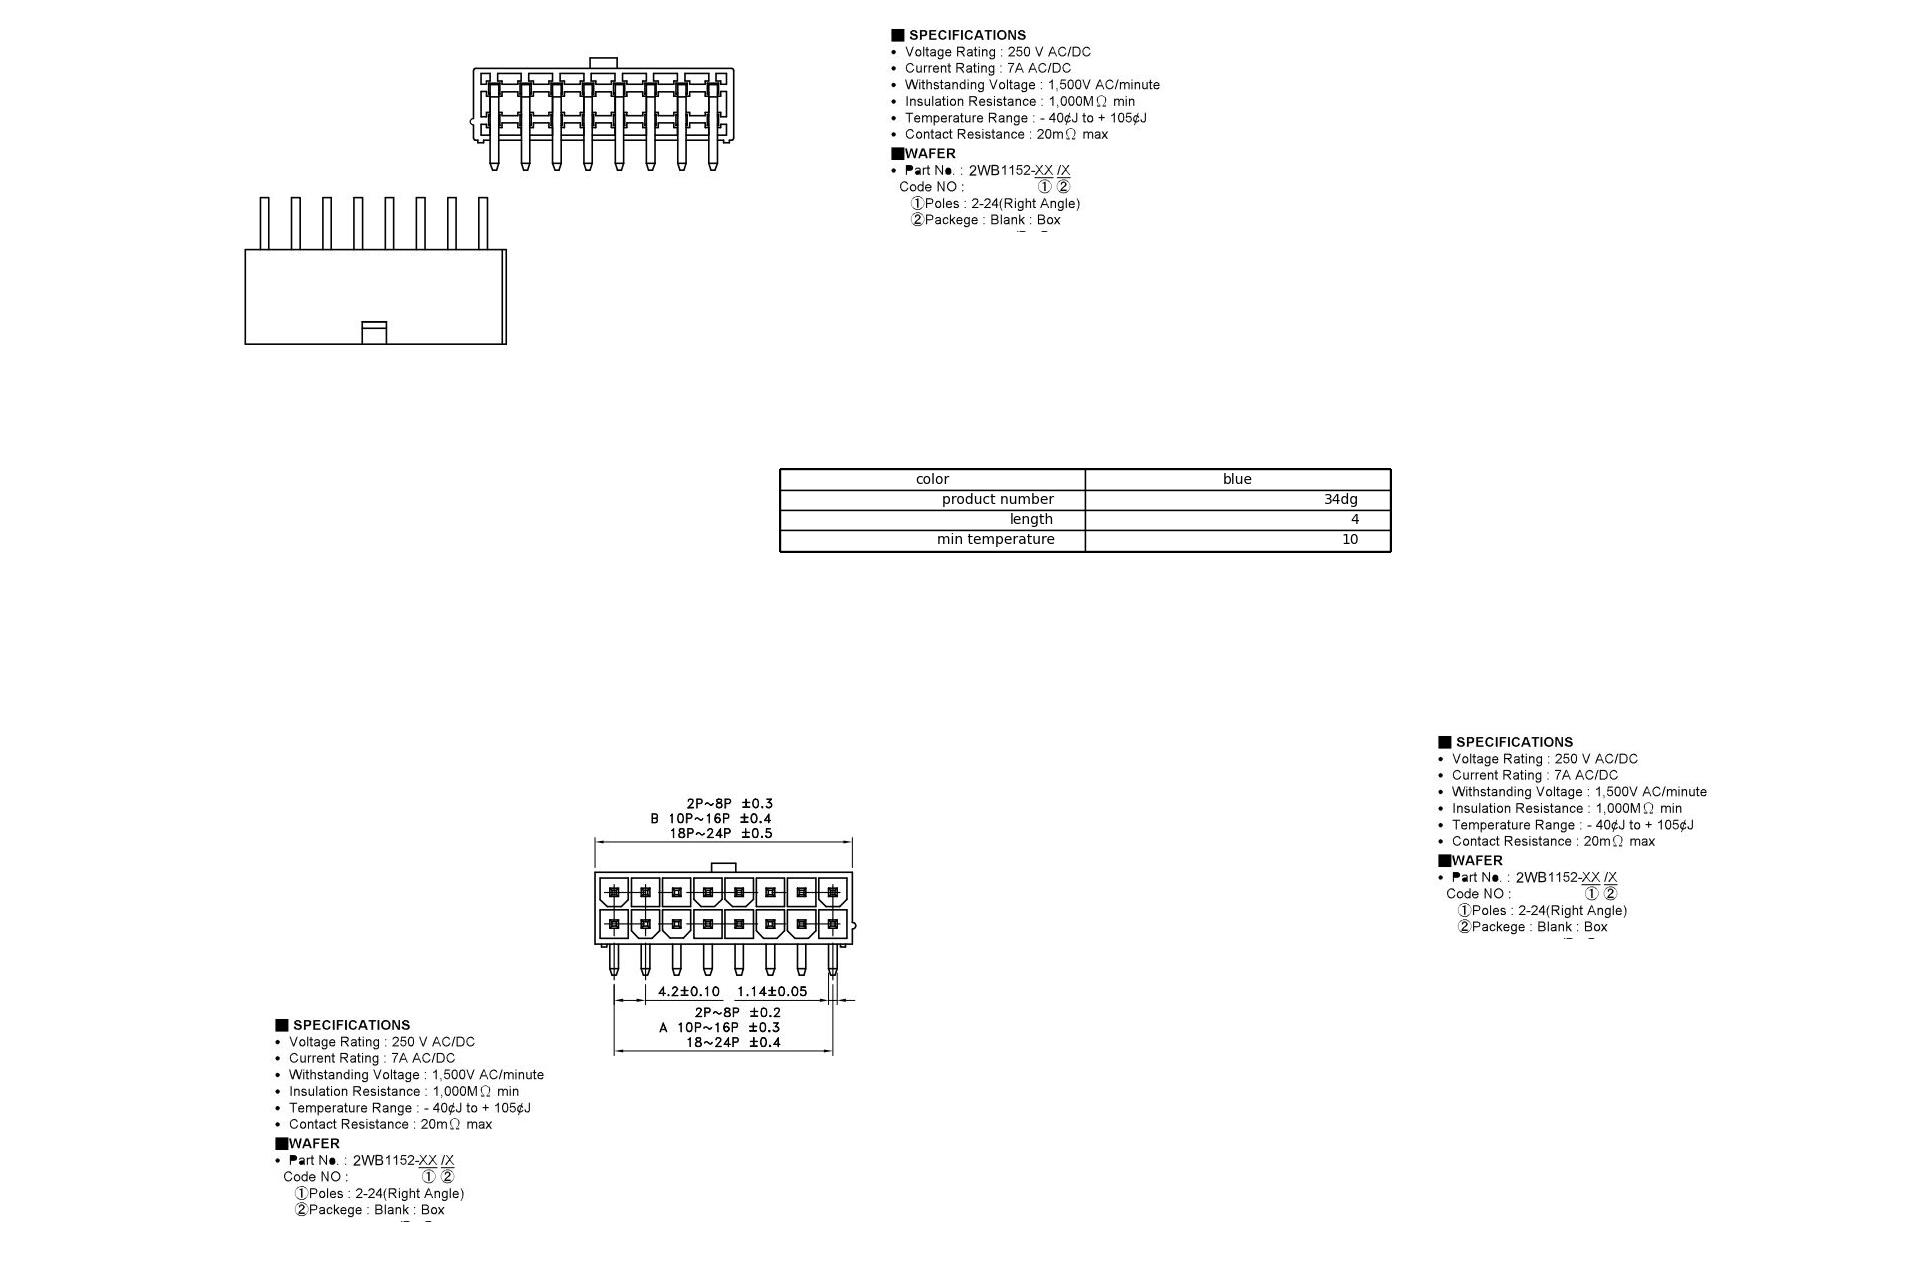 ■ SPECIFICATIONS
• Voltage Rating : 250 V AC/DC
• Current Rating : 7A AC/DC
• Withstanding Voltage : 1,500V AC/minute
• Insulation Resistance : 1,000MΩ min
• Temperature Range : - 40¢J to + 105¢J
• Contact Resistance : 20mΩ max
■WAFER
• Part No. : 2WB1152-XX /X
Code NO : ① ②
①Poles : 2-24(Right Angle)
②Packege : Blank : Box
color blue
product number 34dg
length 4
min temperature 10
■ SPECIFICATIONS
• Voltage Rating : 250 V AC/DC
• Current Rating : 7A AC/DC
• Withstanding Voltage : 1,500V AC/minute
• Insulation Resistance : 1,000MΩ min
• Temperature Range : - 40¢J to + 105¢J
• Contact Resistance : 20mΩ max
■WAFER
• Part No. : 2WB1152-XX /X
Code NO : ① ②
①Poles : 2-24(Right Angle)
②Packege : Blank : Box
2P~8P ±0.3
B 10P~16P ±0.4
18P~24P ±0.5
4.2±0.10 1.14±0.05
2P~8P ±0.2
A 10P~16P ±0.3
18~24P ±0.4
■ SPECIFICATIONS
• Voltage Rating : 250 V AC/DC
• Current Rating : 7A AC/DC
• Withstanding Voltage : 1,500V AC/minute
• Insulation Resistance : 1,000MΩ min
• Temperature Range : - 40¢J to + 105¢J
• Contact Resistance : 20mΩ max
■WAFER
• Part No. : 2WB1152-XX /X
Code NO : ① ②
①Poles : 2-24(Right Angle)
②Packege : Blank : Box